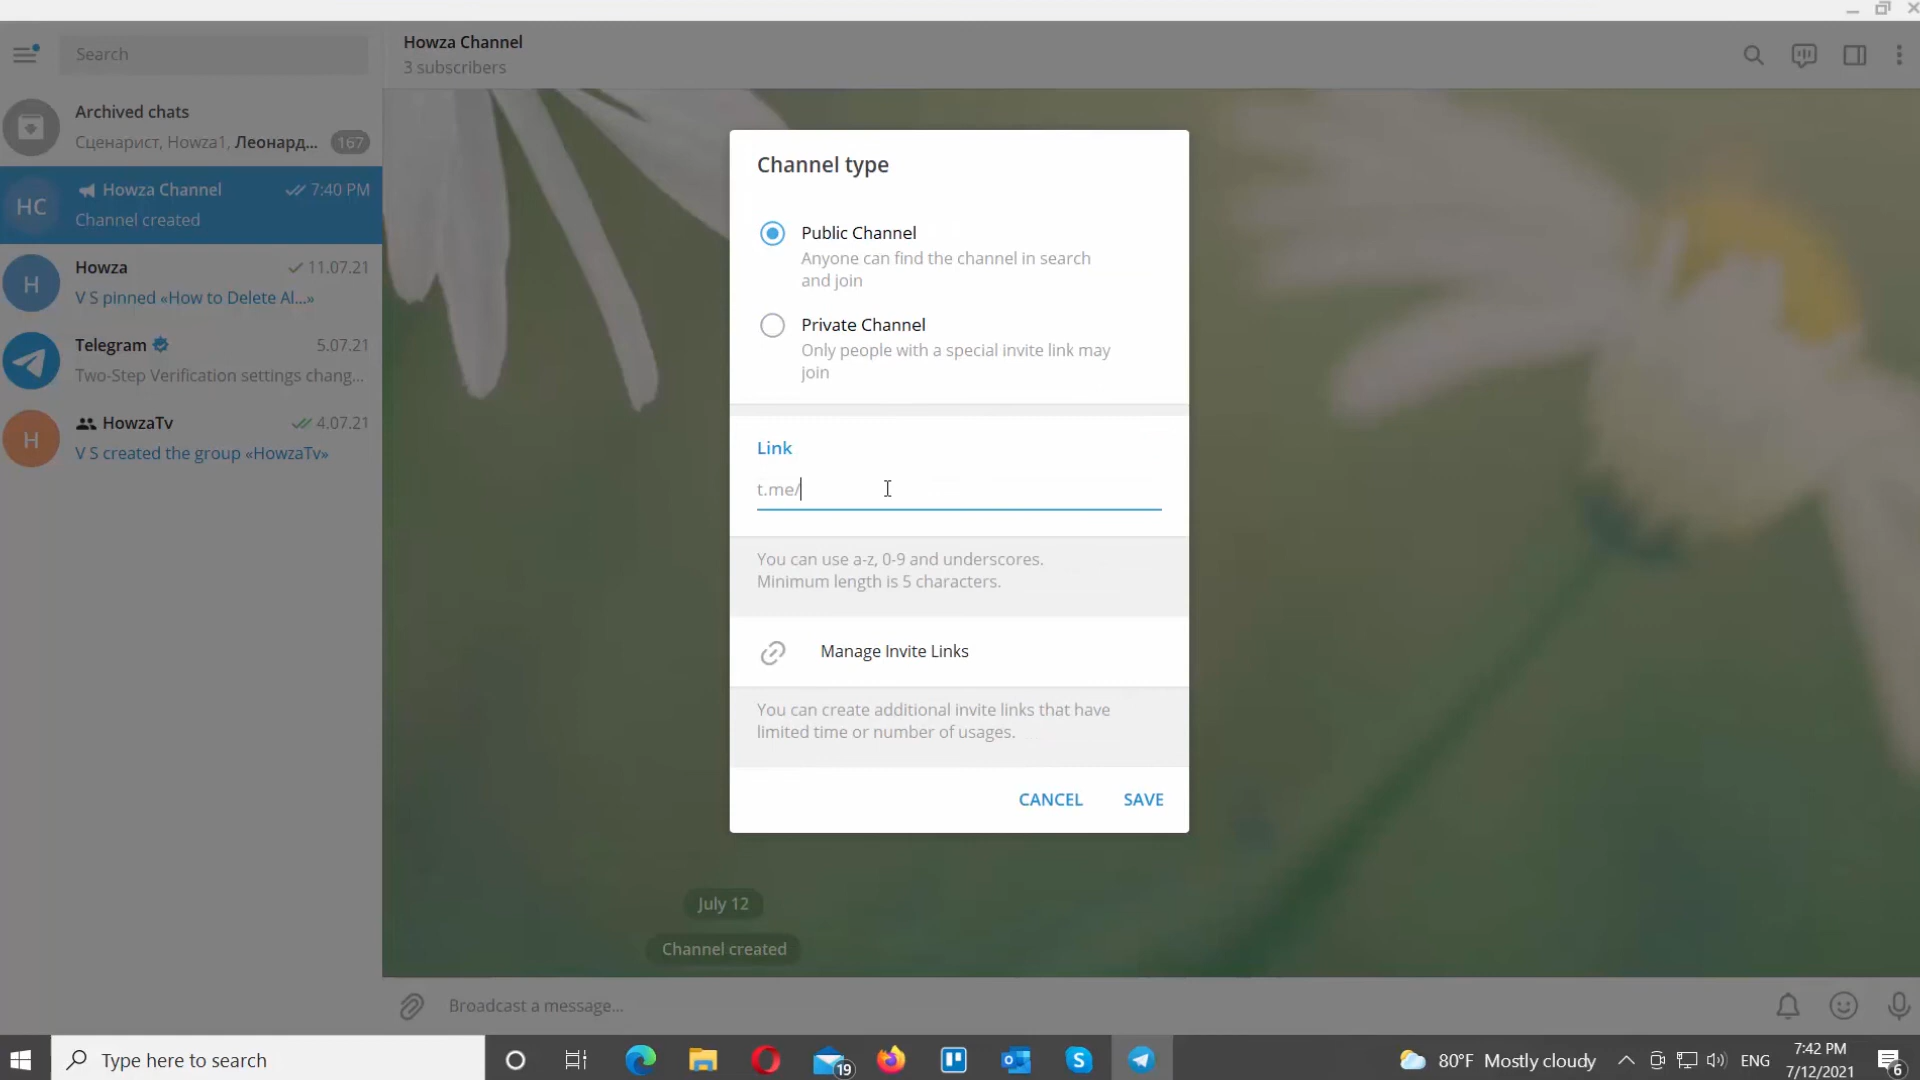 Search
Howza Channel
3 subscribers
Archived chats
Сценарист, Howza1, Леонард...
167
HC
Howza Channel
7:40 PM
Channel created
H
Howza
11.07.21
V S pinned «How to Delete Al...»
Telegram
5.07.21
Two-Step Verification settings chang...
H
HowzaTv
4.07.21
V S created the group «HowzaTv»
Channel type
Public Channel
Anyone can find the channel in search
and join
Private Channel
Only people with a special invite link may
join
Link
t.me/
You can use a-z, 0-9 and underscores.
Minimum length is 5 characters.
Manage Invite Links
You can create additional invite links that have
limited time or number of usages.
CANCEL
SAVE
July 12
Channel created
Broadcast a message...
Type here to search
19
80°F Mostly cloudy
ENG
7:42 PM
7/12/2021
6